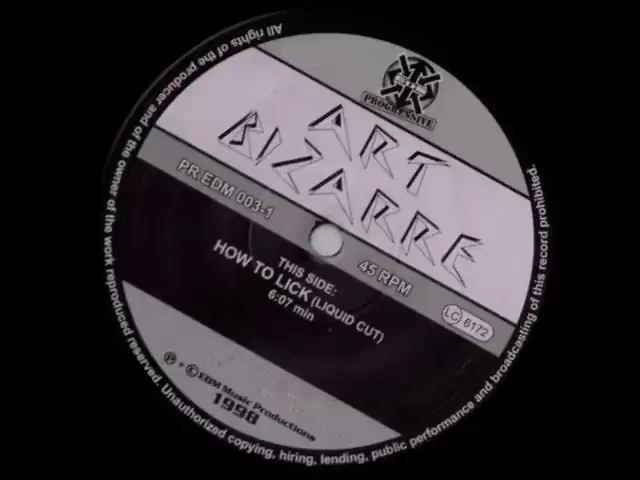 PROGRESSIVE
ART
BIZARRE
PR EDM 003-1
45 RPM
LC 6172
THIS SIDE:
HOW TO LICK (LIQUID CUT)
6:07 min
℗ + © EDM Music Productions
1998
All rights of the producer and of the owner of the work reproduced reserved. Unauthorized copying, hiring, lending, public performance and broadcasting of this record prohibited.